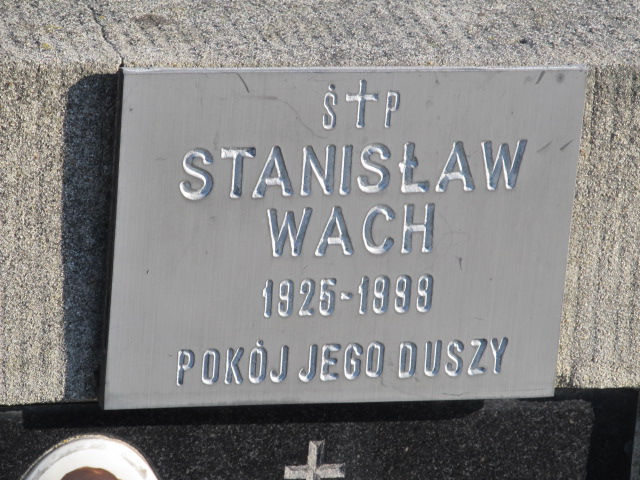 Ś✝P
STANISŁAW
WACH
1925-1999
POKÓJ JEGO DUSZY